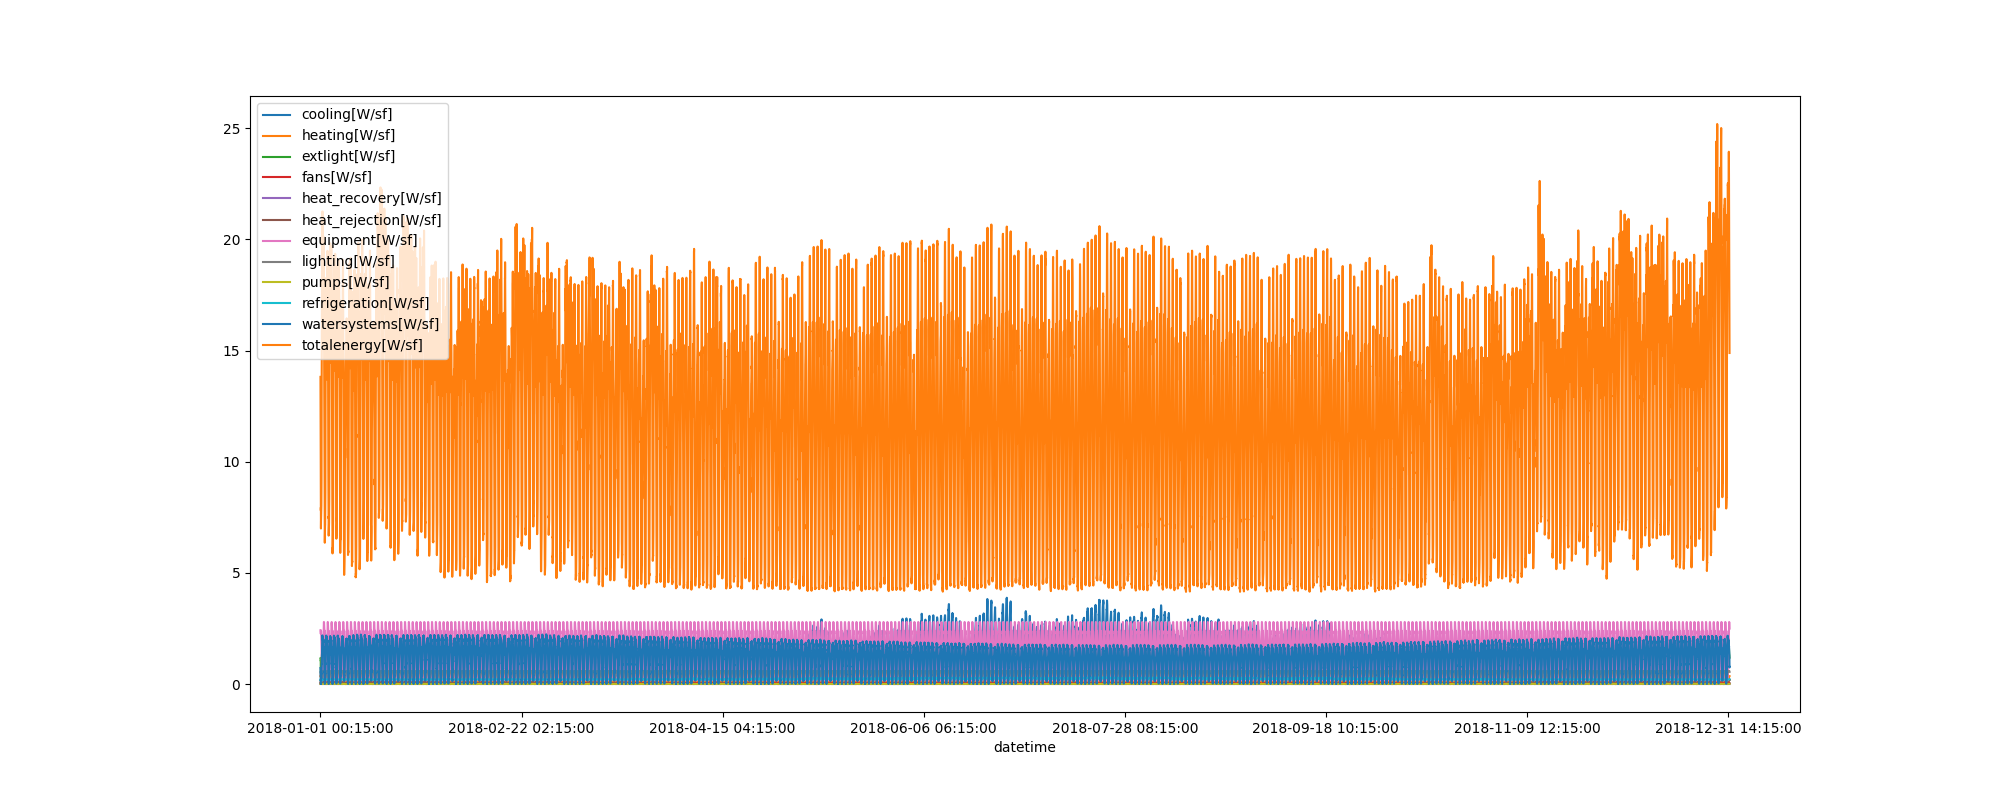 cooling[W/sf]
heating[W/sf]
extlight[W/sf]
fans[W/sf]
heat_recovery[W/sf]
heat_rejection[W/sf]
equipment[W/sf]
lighting[W/sf]
pumps[W/sf]
refrigeration[W/sf]
watersystems[W/sf]
totalenergy[W/sf]
25
20
15
10
5
0
2018-01-01 00:15:00
2018-02-22 02:15:00
2018-04-15 04:15:00
2018-06-06 06:15:00
2018-07-28 08:15:00
2018-09-18 10:15:00
2018-11-09 12:15:00
2018-12-31 14:15:00
datetime